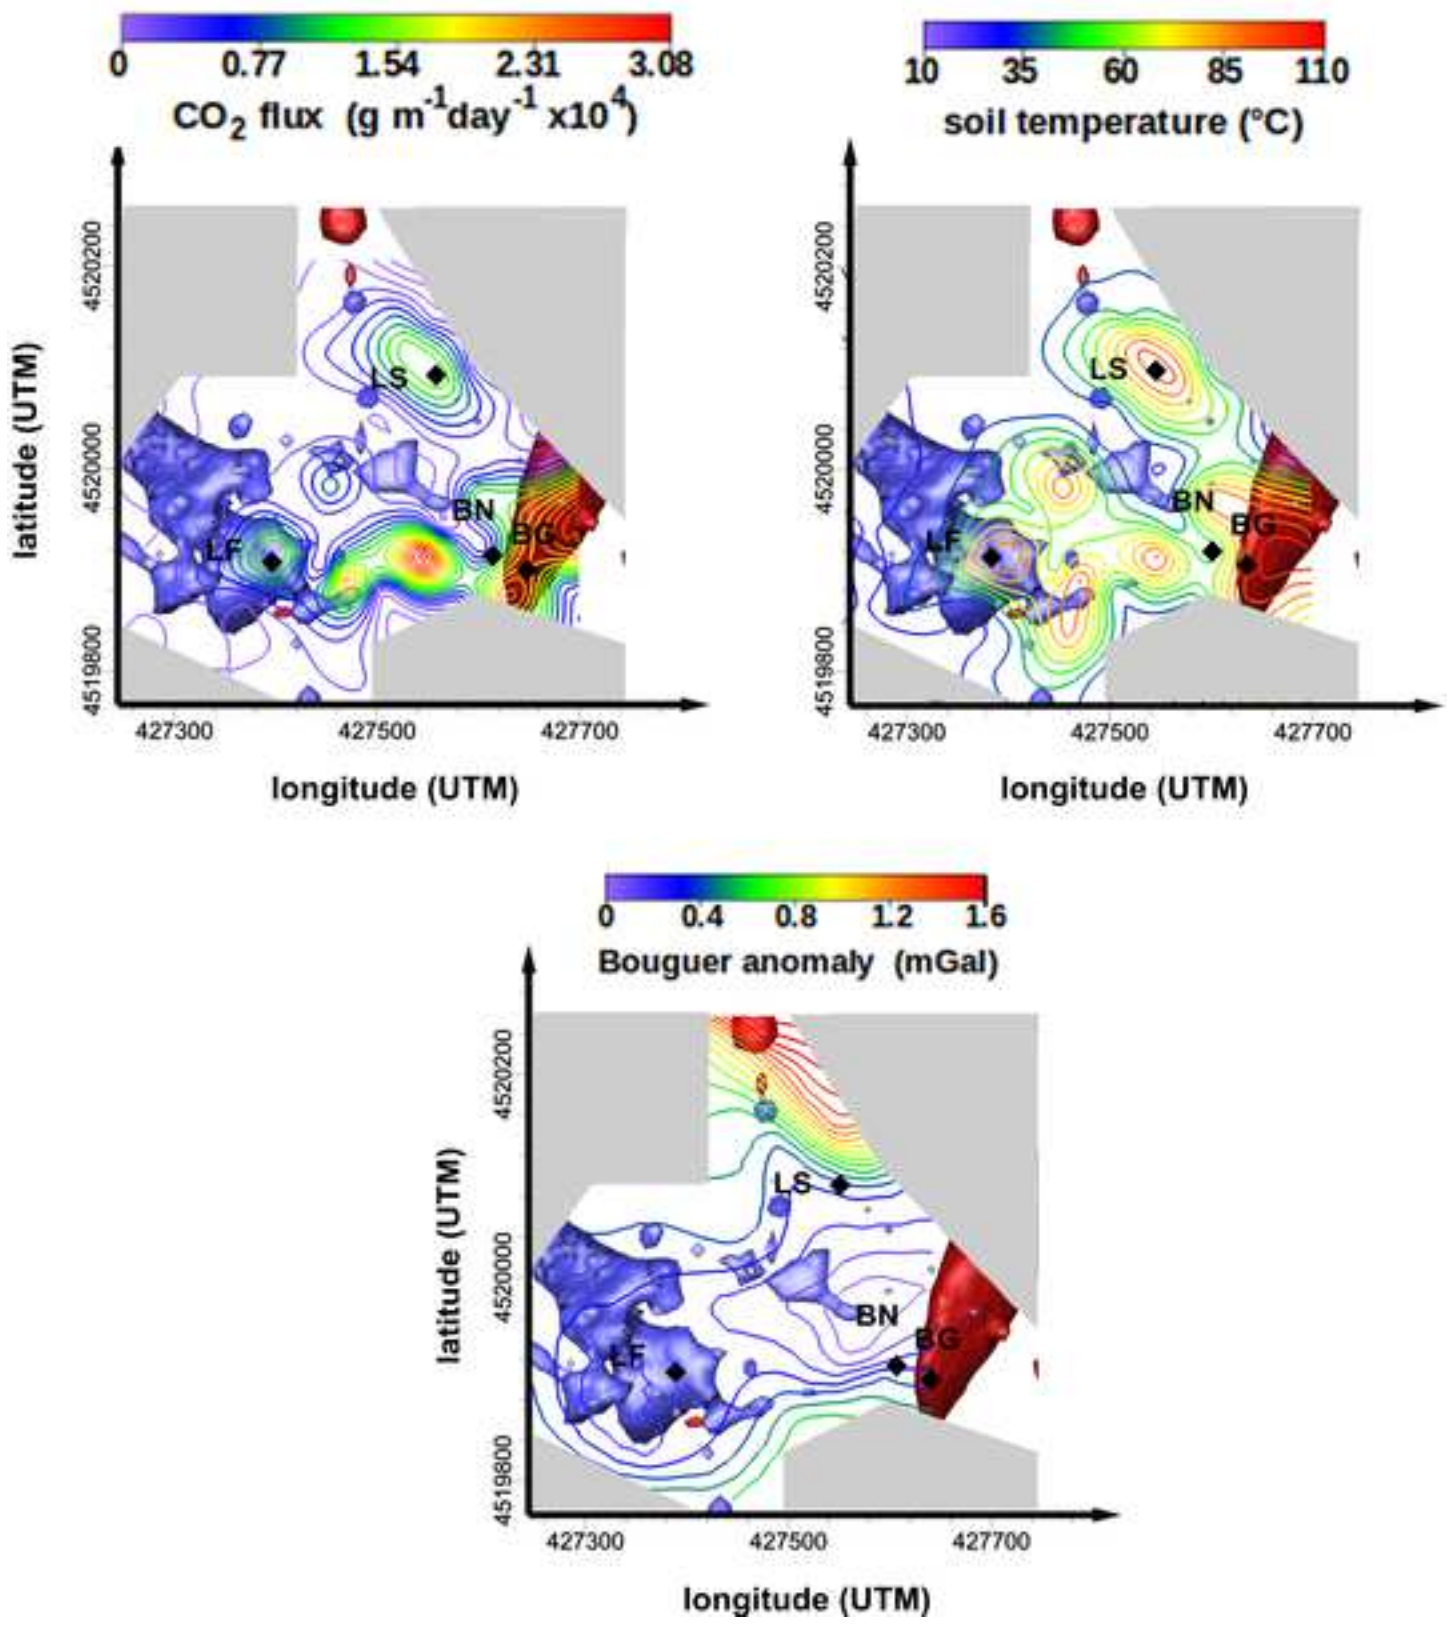 0 0.77 1.54 2.31 3.08
CO2 flux (g m-1day-1 x104)
4520200
4520000
4519800
latitude (UTM)
LS
BN
BG
LF
427300 427500 427700
longitude (UTM)
10 35 60 85 110
soil temperature (°C)
4520200
4520000
4519800
LS
BN
BG
LF
427300 427500 427700
longitude (UTM)
0 0.4 0.8 1.2 1.6
Bouguer anomaly (mGal)
4520200
4520000
4519800
latitude (UTM)
LS
BN
BG
LF
427300 427500 427700
longitude (UTM)